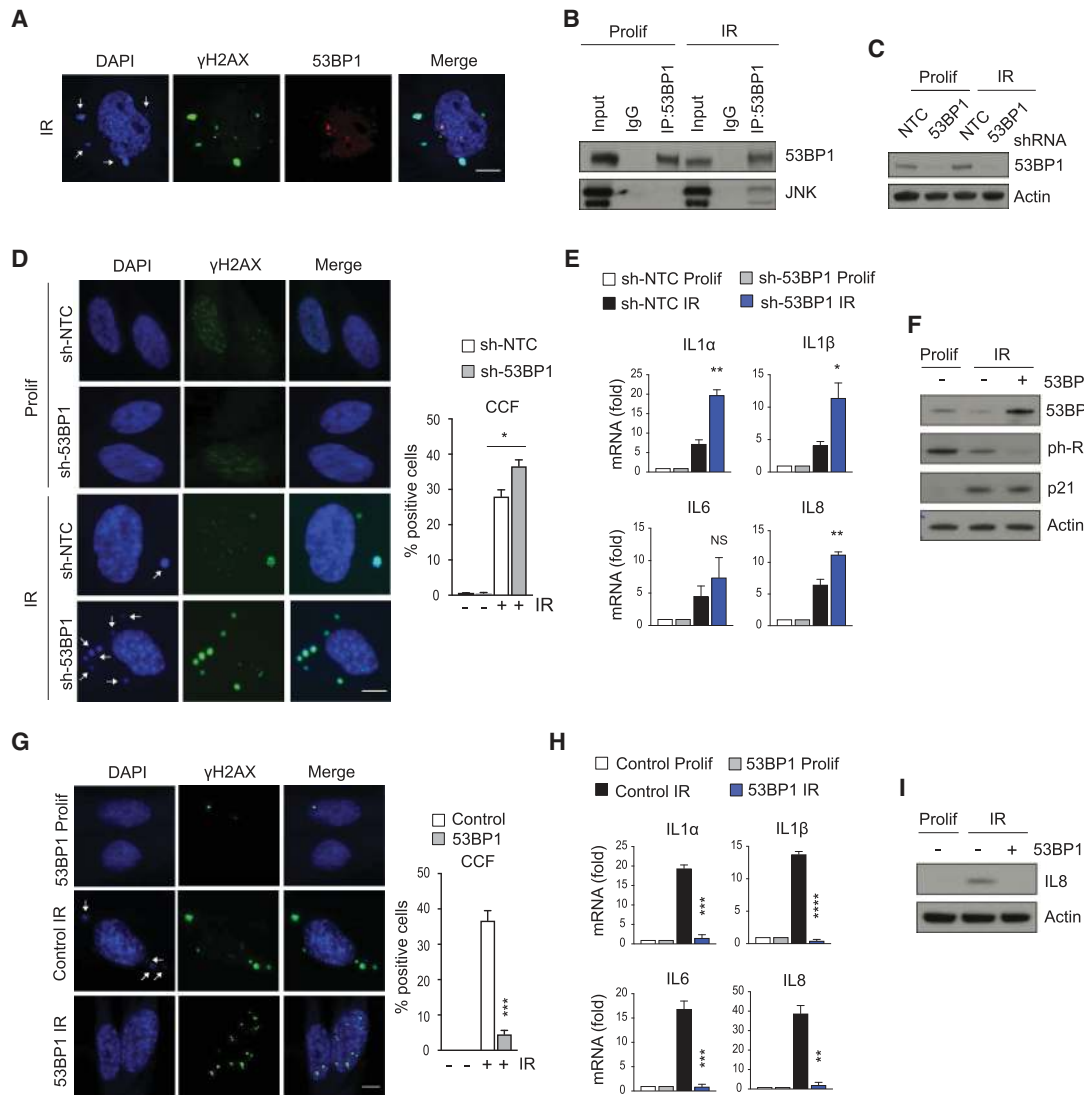 A
DAPI γH2AX 53BP1 Merge
IR
B
Prolif IR
Input IgG IP:53BP1 Input IgG IP:53BP1
53BP1
JNK
C
Prolif IR
NTC 53BP1 NTC 53BP1
shRNA
53BP1
Actin
D
DAPI γH2AX Merge
Prolif
sh-NTC
sh-53BP1
IR
sh-NTC
sh-53BP1
sh-NTC
sh-53BP1
CCF
% positive cells
50
40
30
20
10
0
*
- - + + IR
E
sh-NTC Prolif sh-53BP1 Prolif
sh-NTC IR sh-53BP1 IR
IL1α
mRNA (fold)
25
20
15
10
5
0
**
IL1β
15
10
5
0
*
IL6
mRNA (fold)
20
15
10
5
0
NS
IL8
15
10
5
0
**
F
Prolif IR
- - + 53BP
53BP
ph-R
p21
Actin
G
DAPI γH2AX Merge
53BP1 Prolif
Control IR
53BP1 IR
Control
53BP1
CCF
% positive cells
50
40
30
20
10
0
***
- - + + IR
H
Control Prolif 53BP1 Prolif
Control IR 53BP1 IR
IL1α
mRNA (fold)
25
20
15
10
5
0
***
IL1β
15
10
5
0
****
IL6
mRNA (fold)
20
15
10
5
0
***
IL8
50
40
30
20
10
0
**
I
Prolif IR
- - + 53BP1
IL8
Actin